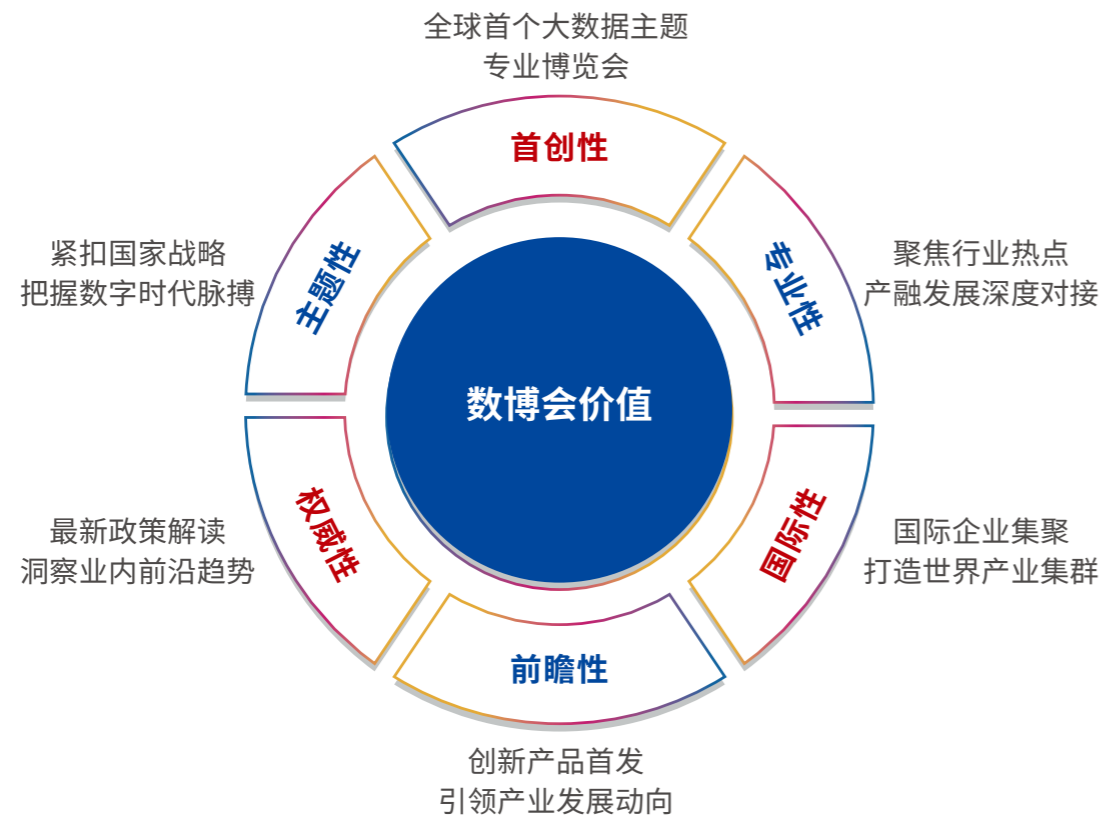 全球首个大数据主题
专业博览会
首创性
主题性
紧扣国家战略
把握数字时代脉搏
专业性
聚焦行业热点
产融发展深度对接
数博会价值
权威性
最新政策解读
洞察业内前沿趋势
国际性
国际企业集聚
打造世界产业集群
前瞻性
创新产品首发
引领产业发展动向